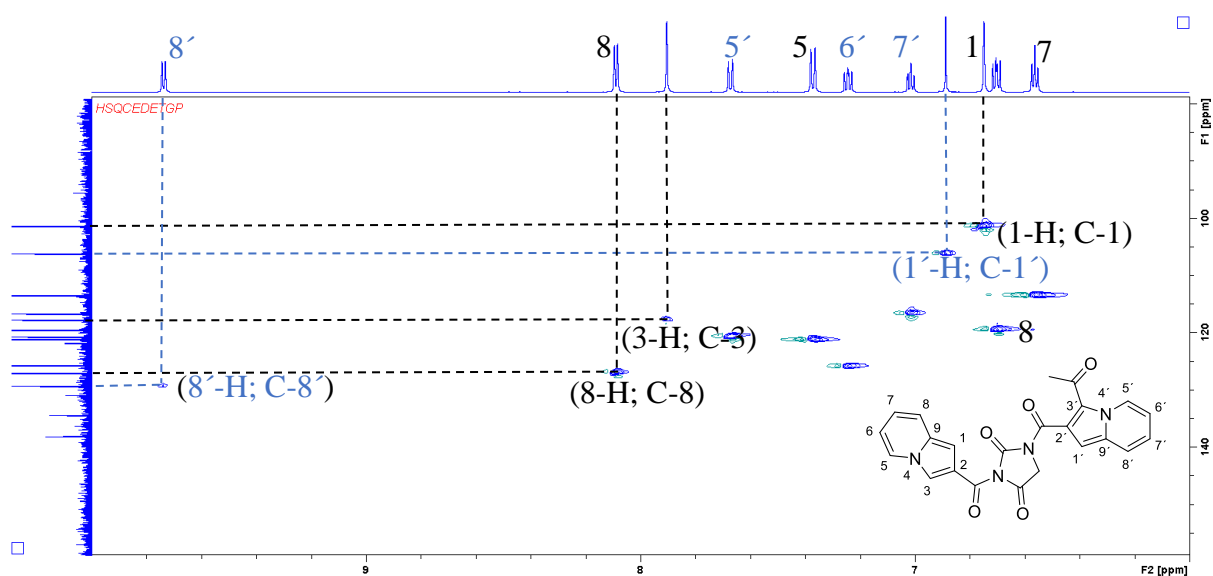 8´ 8 5´ 5 6´ 7´ 1 7
HSQCEDETGP
F1 [ppm]
100
120
140
(1-H; C-1)
(1´-H; C-1´)
(3-H; C-3)
8
(8´-H; C-8´)
(8-H; C-8)
O
4´
5´
3´
N
6´
O
7
8
2´
7´
6
9
1
O
1´
9´
8´
N
5
N
4
2
3
N
O
O
9 8 7 F2 [ppm]